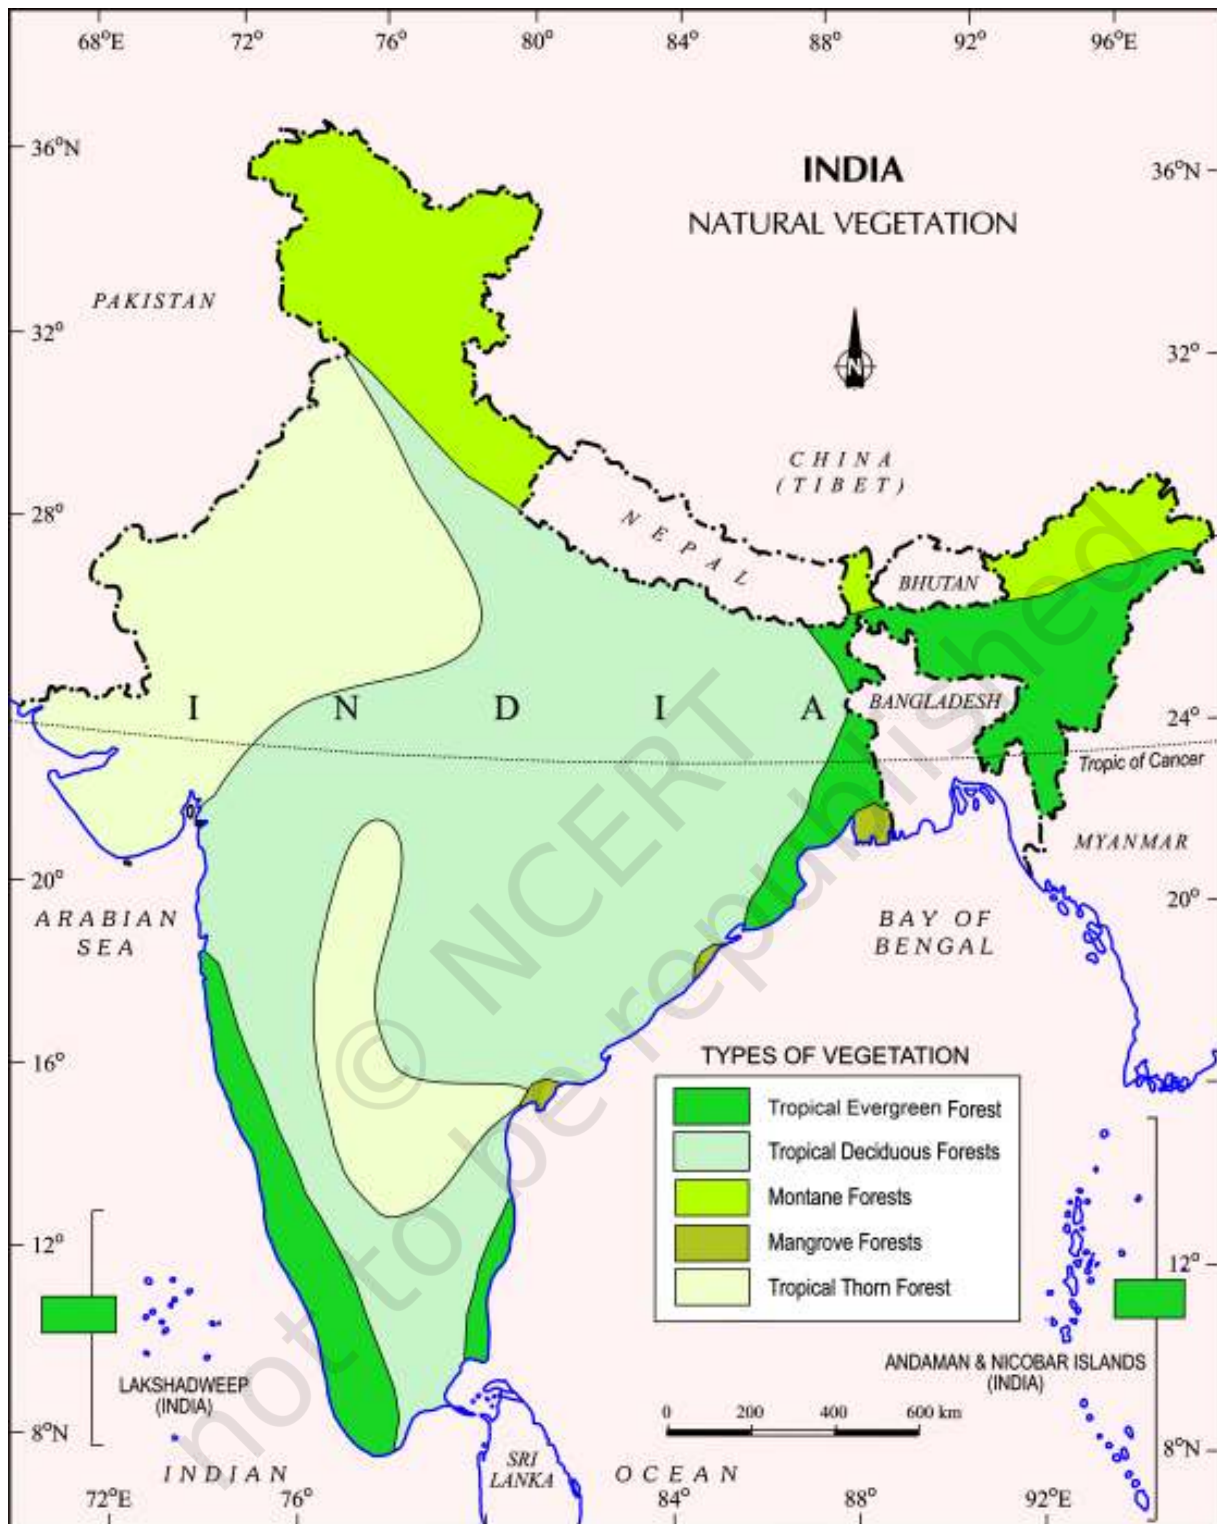 68°E 72° 76° 80° 84° 88° 92° 96°E
36°N
INDIA
36°N
NATURAL VEGETATION
PAKISTAN
32°
32°
N
CHINA
(TIBET)
28°
NEPAL
BHUTAN
28°
I N D I A
BANGLADESH
24°
Tropic of Cancer
MYANMAR
20°
20°
ARABIAN
SEA
BAY OF
BENGAL
© NCERT
not to be republished
16°
TYPES OF VEGETATION
Tropical Evergreen Forest
Tropical Deciduous Forests
Montane Forests
Mangrove Forests
Tropical Thorn Forest
12°
12°
LAKSHADWEEP
(INDIA)
ANDAMAN & NICOBAR ISLANDS
(INDIA)
0 200 400 600 km
8°N
8°N
SRI
LANKA
INDIAN OCEAN
72°E 76° 84° 88° 92°E